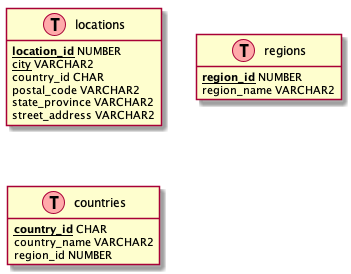 T locations
location_id NUMBER
city VARCHAR2
country_id CHAR
postal_code VARCHAR2
state_province VARCHAR2
street_address VARCHAR2
T regions
region_id NUMBER
region_name VARCHAR2
T countries
country_id CHAR
country_name VARCHAR2
region_id NUMBER